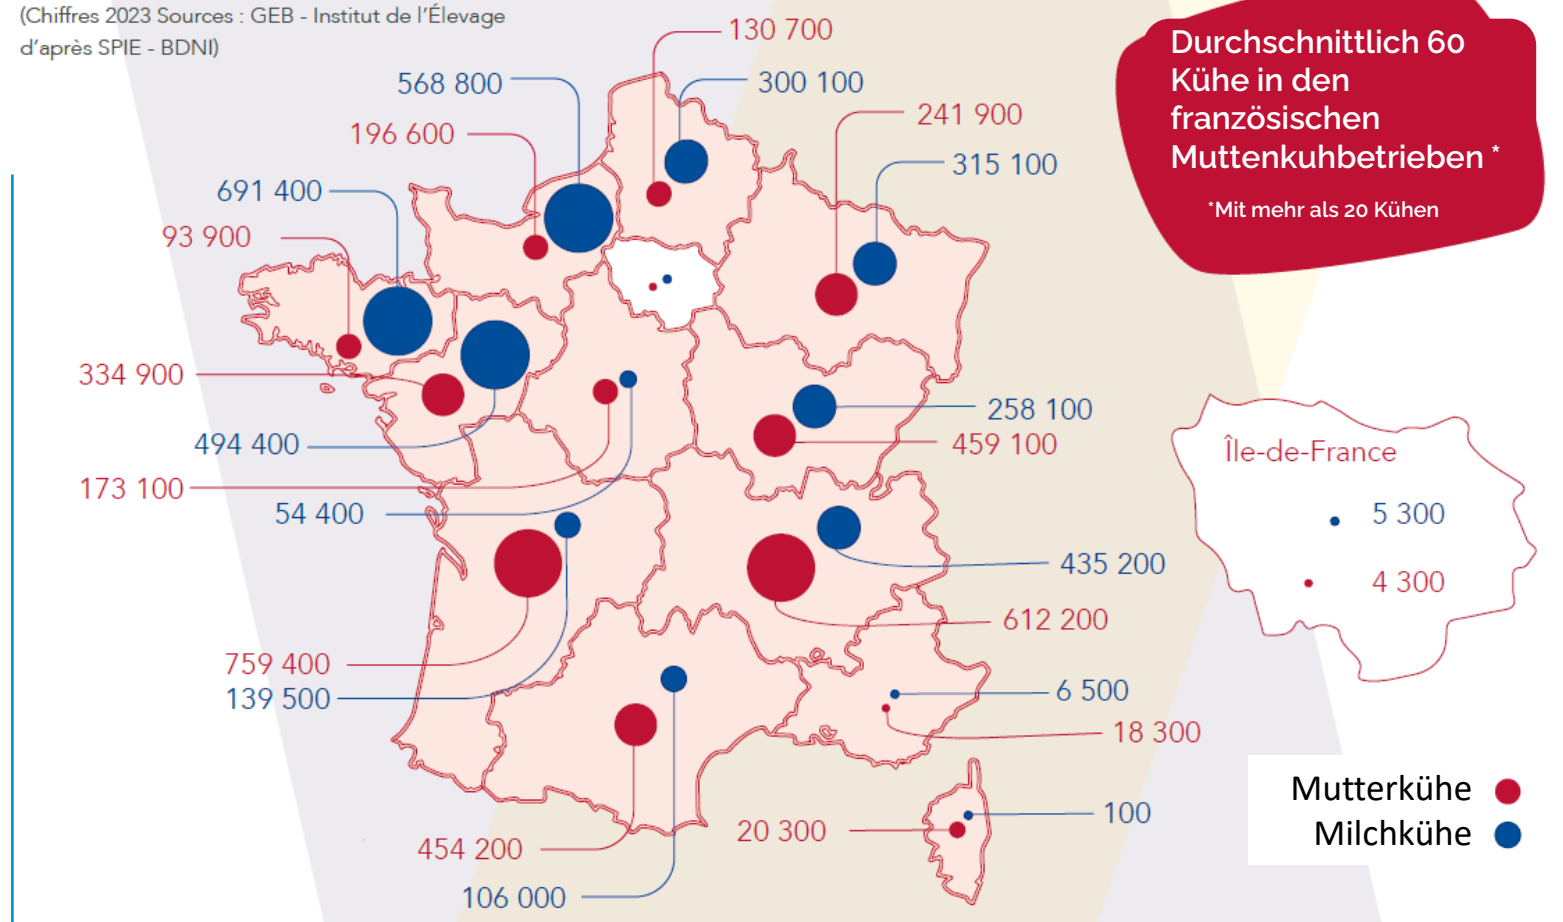 (Chiffres 2023 Sources : GEB - Institut de l'Élevage
d'après SPIE - BDNI)
Durchschnittlich 60
Kühe in den
französischen
Muttenkuhbetrieben *
*Mit mehr als 20 Kühen
130 700
568 800
300 100
196 600
241 900
315 100
691 400
93 900
334 900
494 400
258 100
459 100
173 100
54 400
Île-de-France
5 300
4 300
435 200
612 200
759 400
139 500
6 500
18 300
454 200
106 000
20 300
100
Mutterkühe
Milchkühe